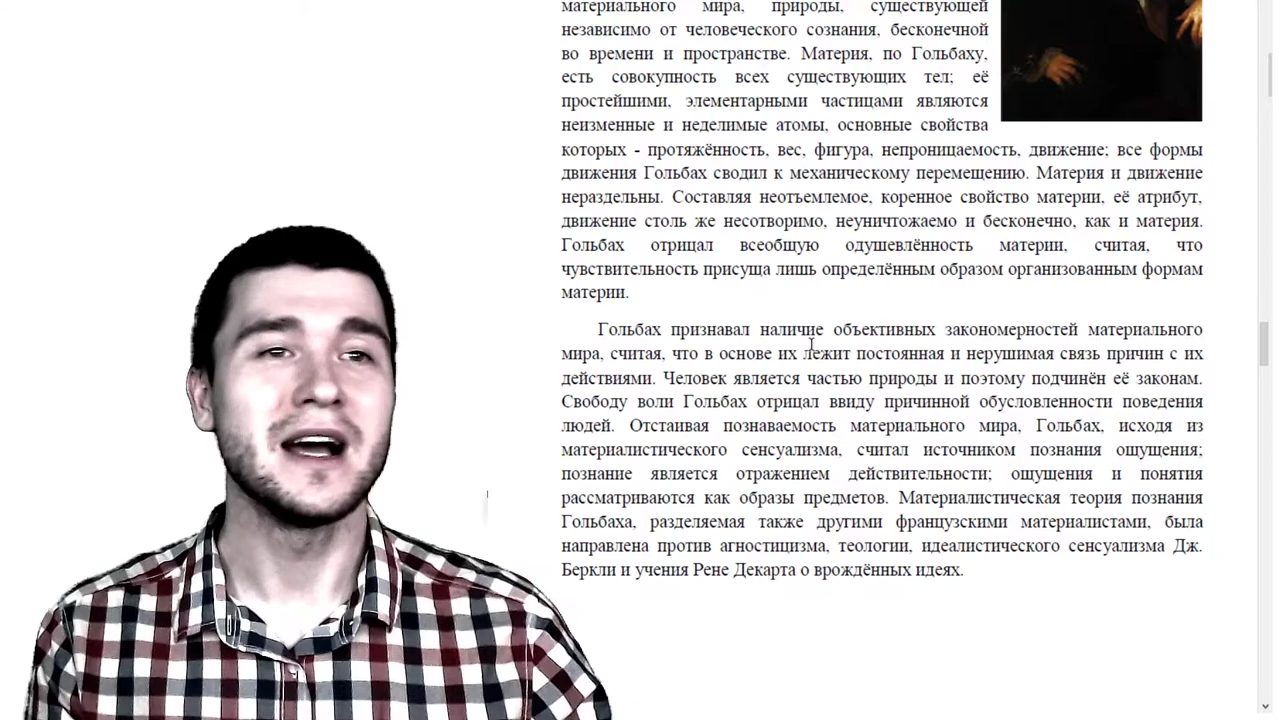 материального мира, природы, существующей
независимо от человеческого сознания, бесконечной
во времени и пространстве. Материя, по Гольбаху,
есть совокупность всех существующих тел; её
простейшими, элементарными частицами являются
неизменные и неделимые атомы, основные свойства
которых - протяжённость, вес, фигура, непроницаемость, движение; все формы
движения Гольбах сводил к механическому перемещению. Материя и движение
нераздельны. Составляя неотъемлемое, коренное свойство материи, её атрибут,
движение столь же несотворимо, неуничтожаемо и бесконечно, как и материя.
Гольбах отрицал всеобщую одушевлённость материи, считая, что
чувствительность присуща лишь определённым образом организованным формам
материи.
Гольбах признавал наличие объективных закономерностей материального
мира, считая, что в основе их лежит постоянная и нерушимая связь причин с их
действиями. Человек является частью природы и поэтому подчинён её законам.
Свободу воли Гольбах отрицал ввиду причинной обусловленности поведения
людей. Отстаивая познаваемость материального мира, Гольбах, исходя из
материалистического сенсуализма, считал источником познания ощущения;
познание является отражением действительности; ощущения и понятия
рассматриваются как образы предметов. Материалистическая теория познания
Гольбаха, разделяемая также другими французскими материалистами, была
направлена против агностицизма, теологии, идеалистического сенсуализма Дж.
Беркли и учения Рене Декарта о врождённых идеях.